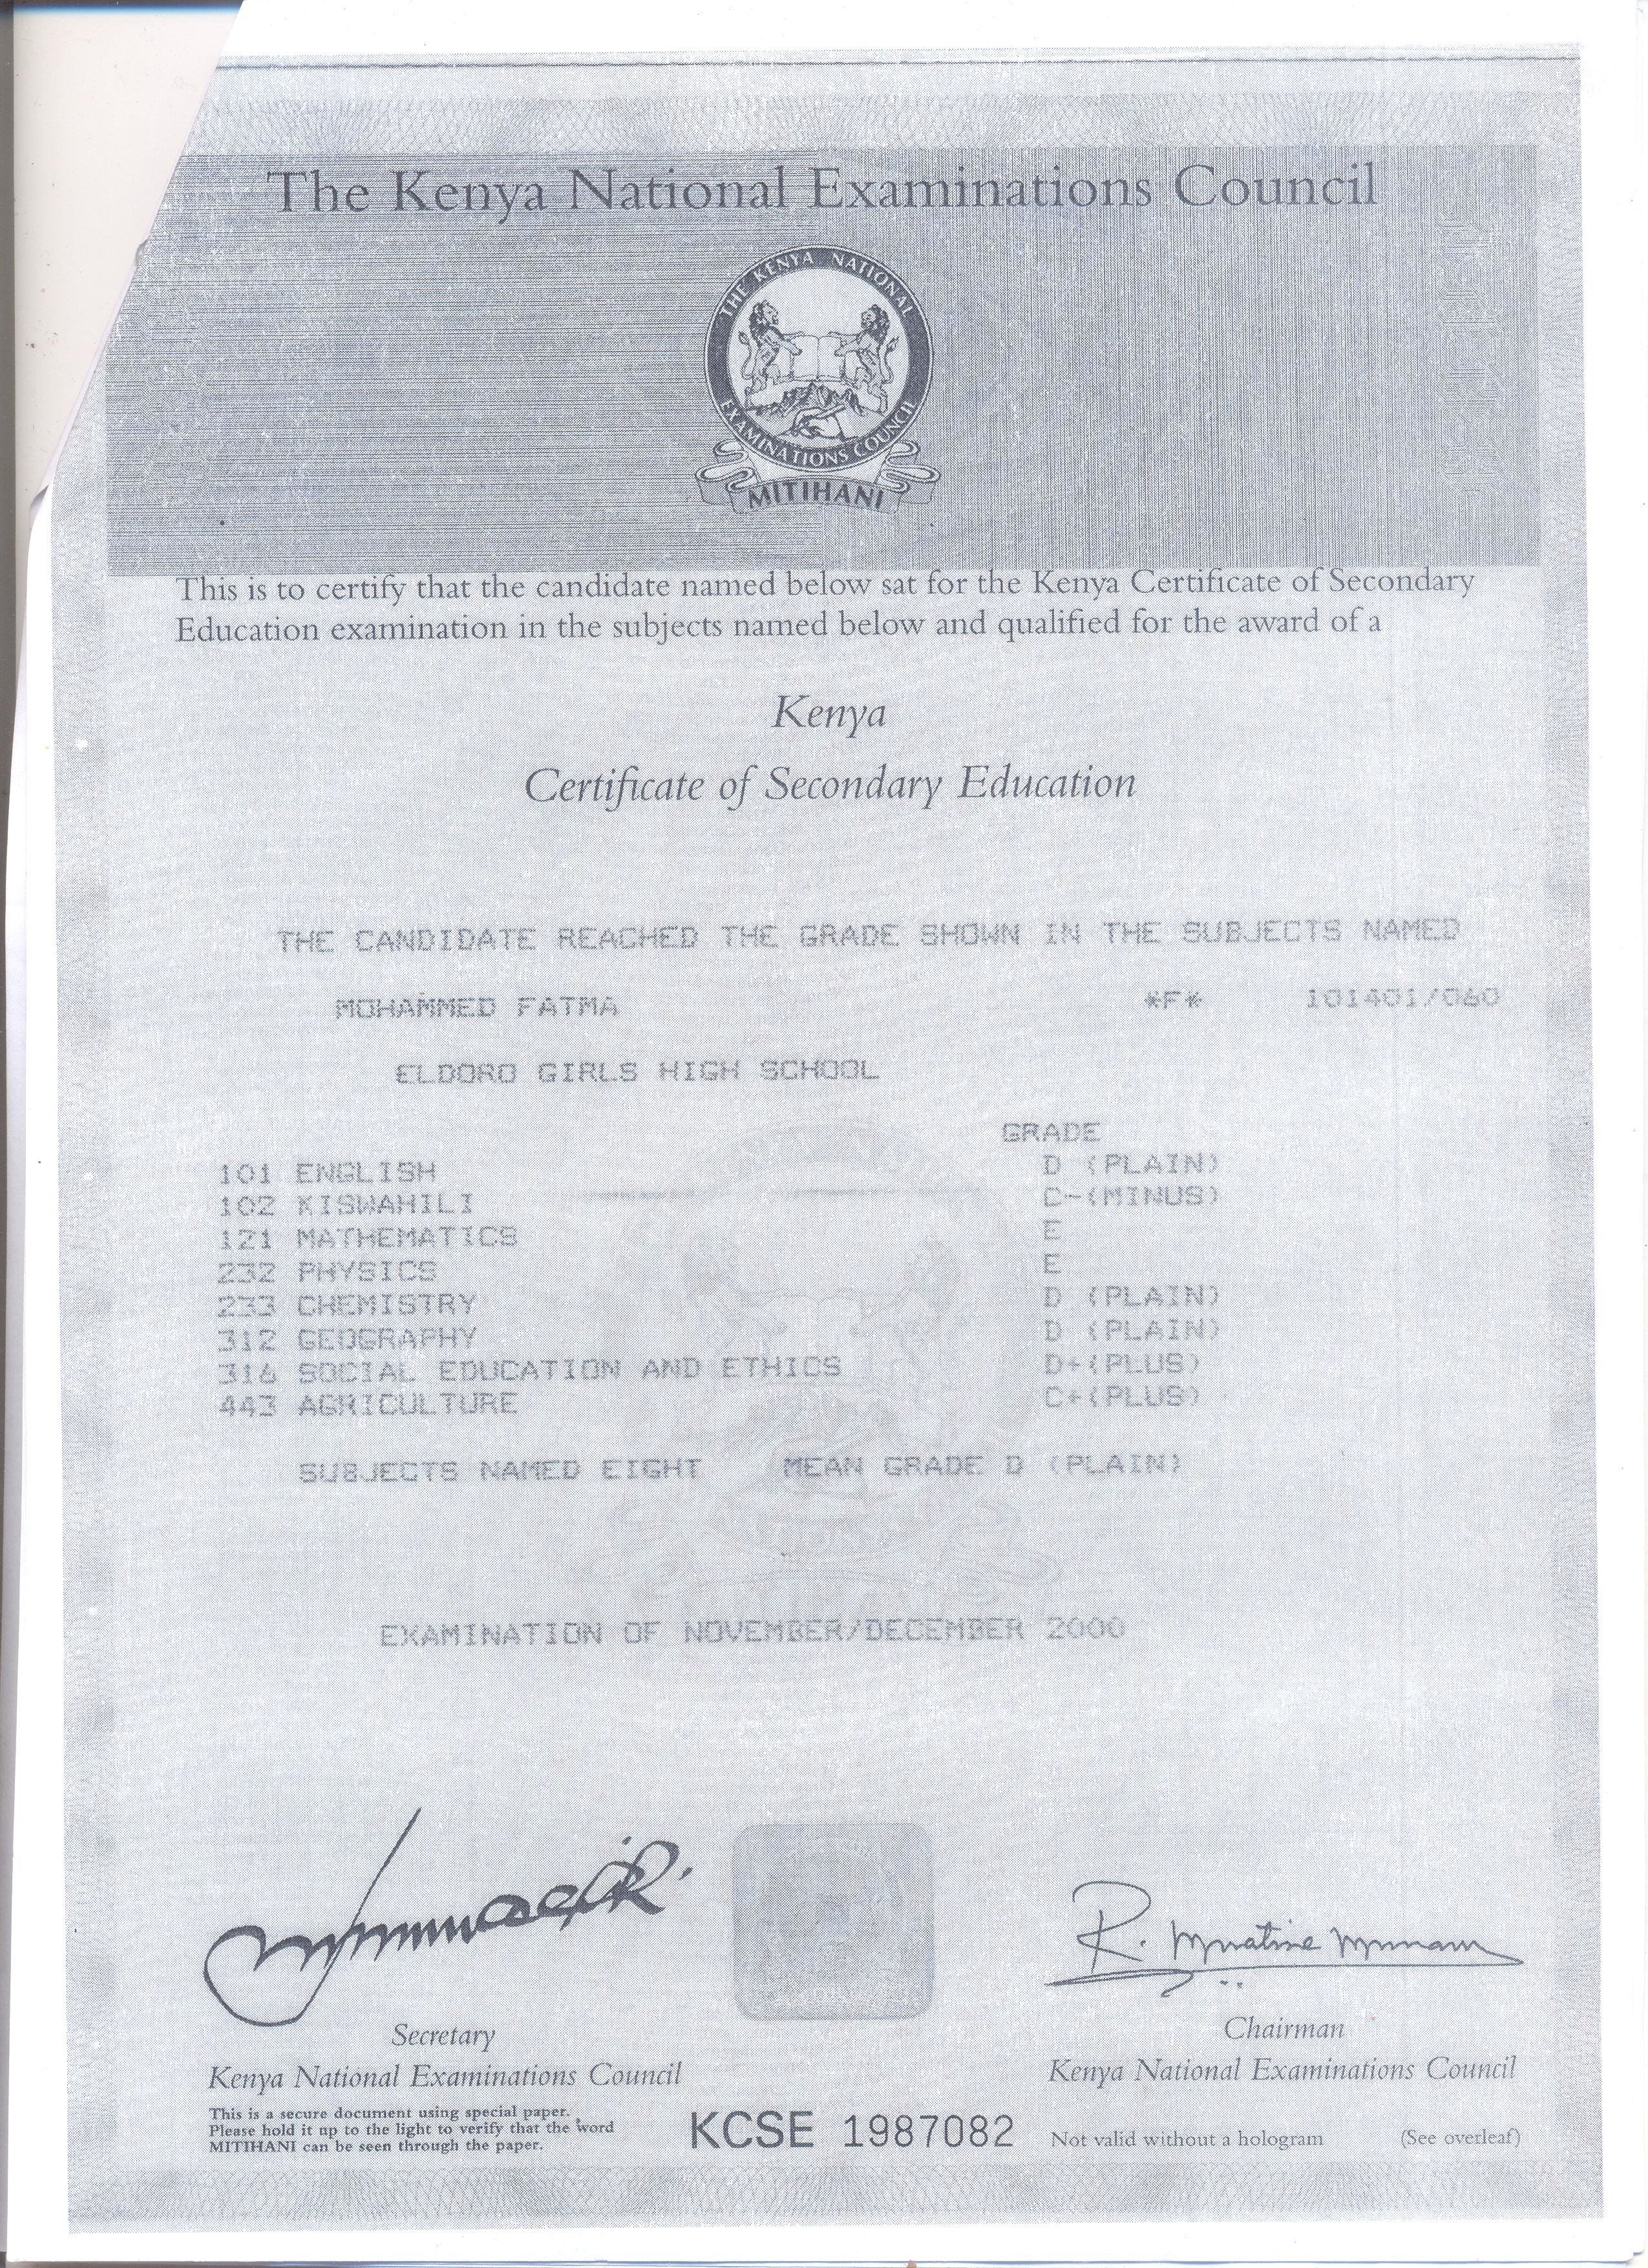 The Kenya National Examinations Council
THE KENYA NATIONAL
EXAMINATIONS COUNCIL
MITIHANI
This is to certify that the candidate named below sat for the Kenya Certificate of Secondary
Education examination in the subjects named below and qualified for the award of a
Kenya
Certificate of Secondary Education
THE CANDIDATE REACHED THE GRADE SHOWN IN THE SUBJECTS NAMED
MOHAMMED FATMA *F* 101401/060
ELDORO GIRLS HIGH SCHOOL
GRADE
101 ENGLISH D (PLAIN)
102 KISWAHILI C-(MINUS)
121 MATHEMATICS E
232 PHYSICS E
233 CHEMISTRY D (PLAIN)
312 GEOGRAPHY D (PLAIN)
316 SOCIAL EDUCATION AND ETHICS D+(PLUS)
443 AGRICULTURE C+(PLUS)
SUBJECTS NAMED EIGHT MEAN GRADE D (PLAIN)
EXAMINATION OF NOVEMBER/DECEMBER 2000
Secretary Chairman
Kenya National Examinations Council Kenya National Examinations Council
This is a secure document using special paper.
Please hold it up to the light to verify that the word
MITIHANI can be seen through the paper.
KCSE 1987082
Not valid without a hologram (See overleaf)